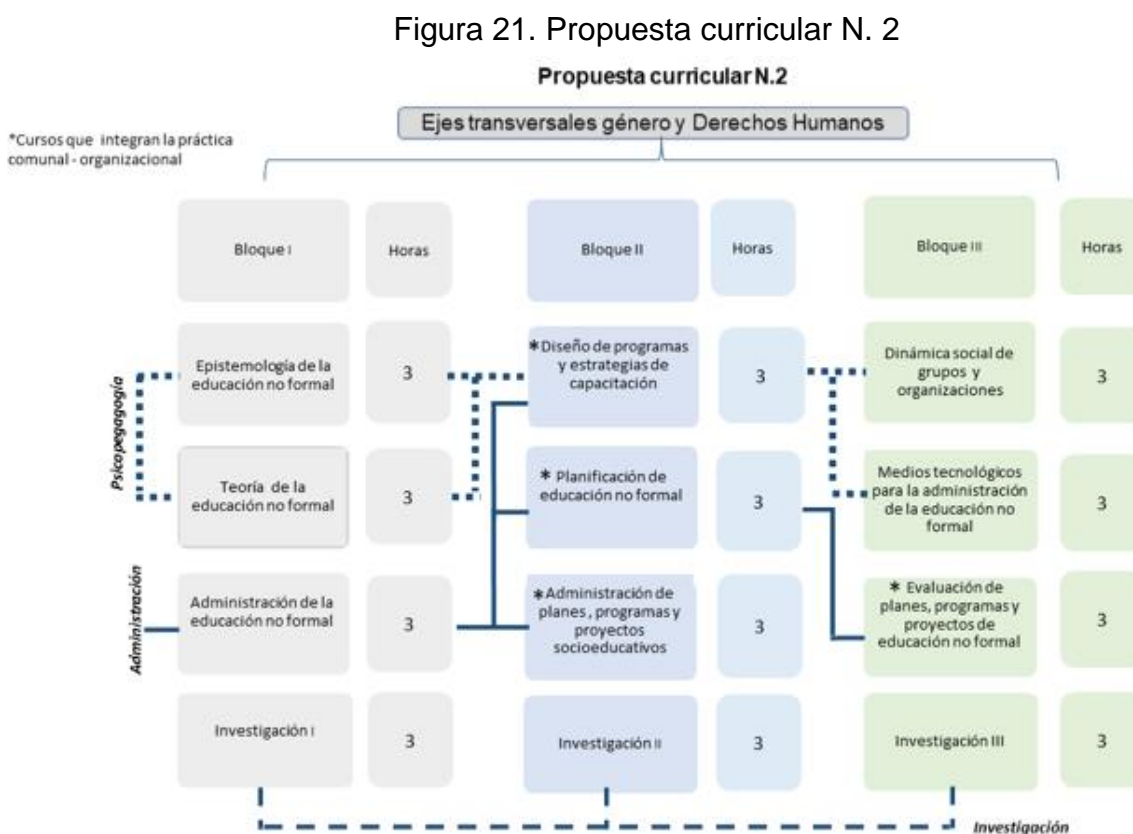 Figura 21. Propuesta curricular N. 2
Propuesta curricular N.2
Ejes transversales género y Derechos Humanos
*Cursos que integran la práctica
comunal - organizacional
Bloque I
Horas
Bloque II
Horas
Bloque III
Horas
Psicopegagogía
Epistemología de la
educación no formal
3
*Diseño de programas
y estrategias de
capacitación
3
Dinámica social de
grupos y
organizaciones
3
Teoría de la
educación no formal
3
* Planificación de
educación no formal
3
Medios tecnológicos
para la administración
de la educación no
formal
3
Administración
Administración de la
educación no formal
3
*Administración de
planes, programas y
proyectos
socioeducativos
3
* Evaluación de
planes, programas y
proyectos de
educación no formal
3
Investigación I
3
Investigación II
3
Investigación III
3
Investigación